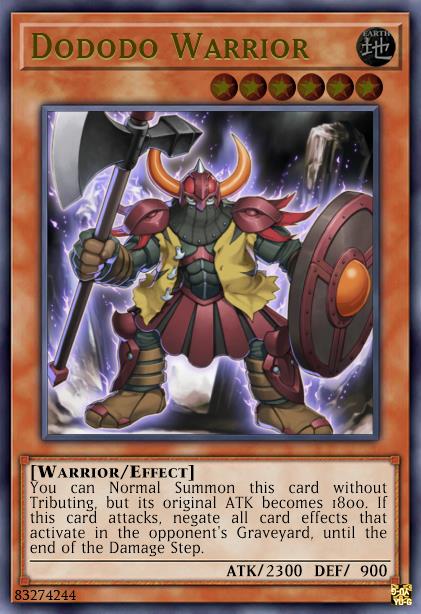 DODODO WARRIOR
EARTH
地
[WARRIOR/EFFECT]
You can Normal Summon this card without
Tributing, but its original ATK becomes 1800. If
this card attacks, negate all card effects that
activate in the opponent's Graveyard, until the
end of the Damage Step.
ATK/2300 DEF/ 900
83274244